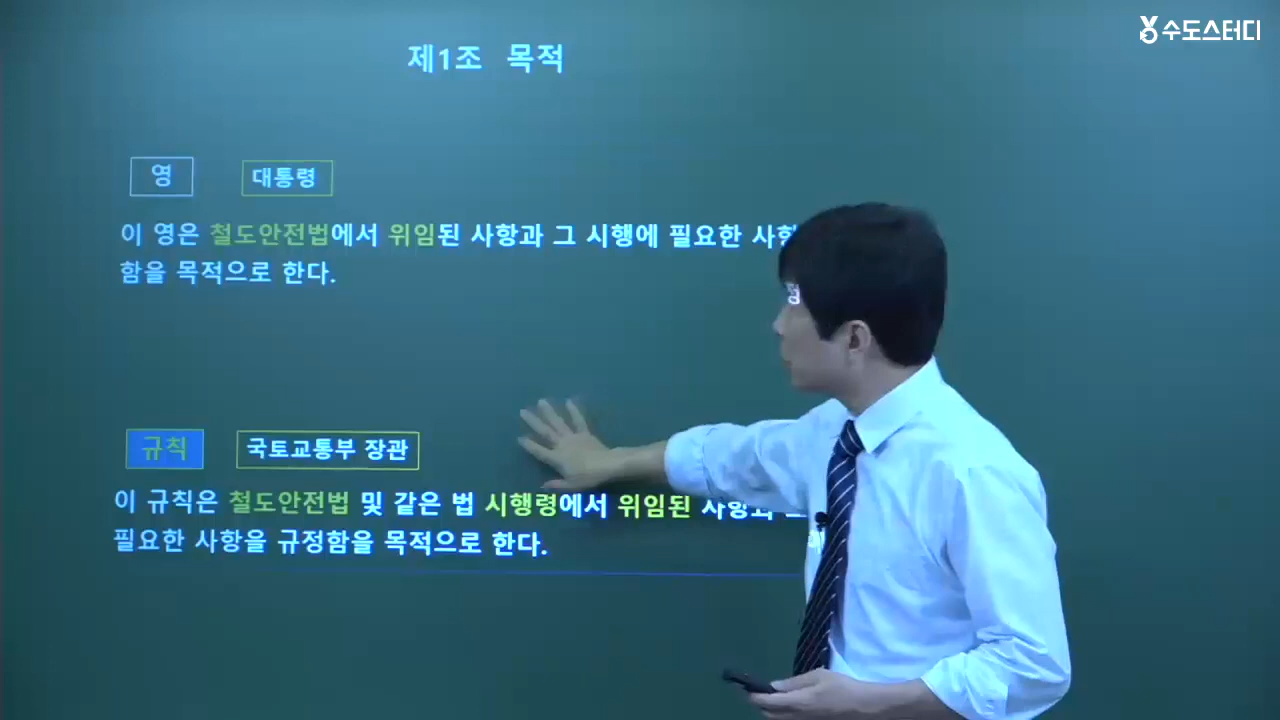 수도스터디
제1조 목적
영
대통령
이 영은 철도안전법에서 위임된 사항과 그 시행에 필요한
함을 목적으로 한다.
규칙
국토교통부 장관
이 규칙은 철도안전법 및 같은 법 시행령에서 위임된
필요한 사항을 규정함을 목적으로 한다.